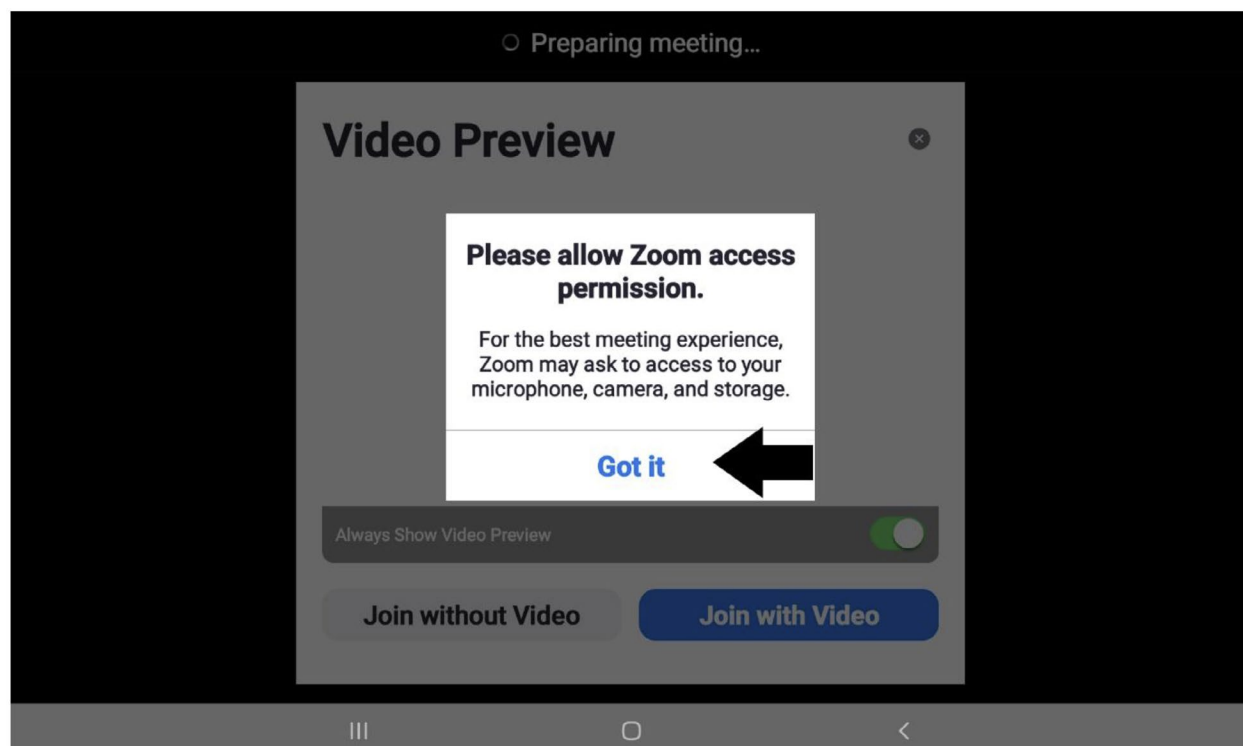 Preparing meeting...
Video Preview
Please allow Zoom access
permission.
For the best meeting experience,
Zoom may ask to access to your
microphone, camera, and storage.
Got it
Always Show Video Preview
Join without Video
Join with Video